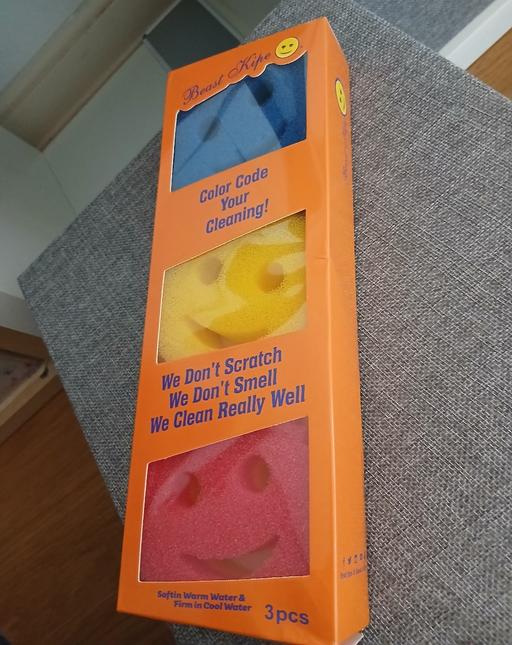 Beast Kipe
Color Code
Your
Cleaning!
We Don't Scratch
We Don't Smell
We Clean Really Well
Softin Warm Water &
Firm in Cool Water
3pcs